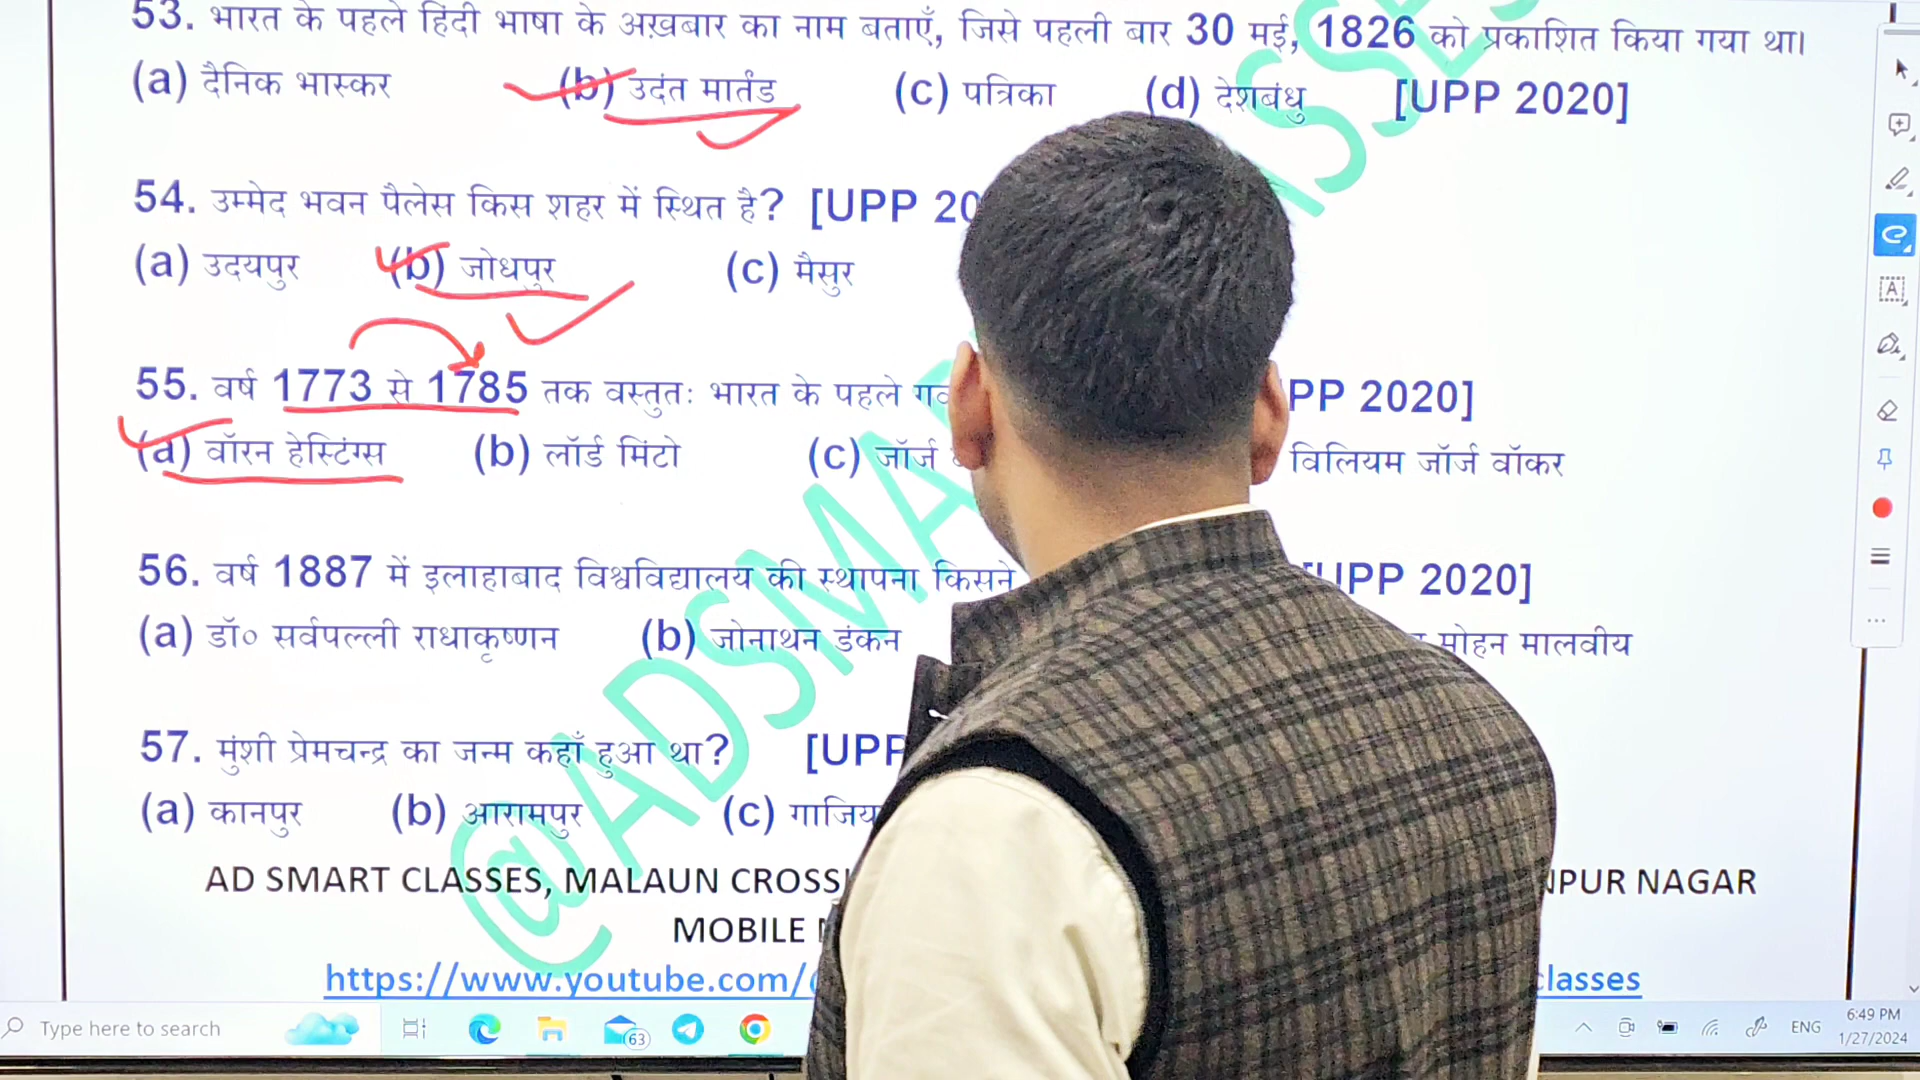 53. भारत के पहले हिंदी भाषा के अख़बार का नाम बताएँ, जिसे पहली बार 30 मई, 1826 को प्रकाशित किया गया था।
(a) दैनिक भास्कर (b) उदंत मार्तंड (c) पत्रिका (d) देशबंधु [UPP 2020]
54. उम्मेद भवन पैलेस किस शहर में स्थित है? [UPP 20
(a) उदयपुर (b) जोधपुर (c) मैसुर
55. वर्ष 1773 से 1785 तक वस्तुतः भारत के पहले PP 2020]
(a) वॉरन हेस्टिंग्स (b) लॉर्ड मिंटो (c) जॉर्ज विलियम जॉर्ज वॉकर
56. वर्ष 1887 में इलाहाबाद विश्वविद्यालय की स्थापना किसने [UPP 2020]
(a) डॉ० सर्वपल्ली राधाकृष्णन (b) जोनाथन डंकन मोहन मालवीय
57. मुंशी प्रेमचन्द्र का जन्म कहाँ हुआ था? [UPP
(a) कानपुर (b) आरामपुर (c) गाजिय
@ADSMA SSES
AD SMART CLASSES, MALAUN CROSSI NPUR NAGAR
MOBILE
https://www.youtube.com/ classes
Type here to search
63
ENG
6:49 PM
1/27/2024